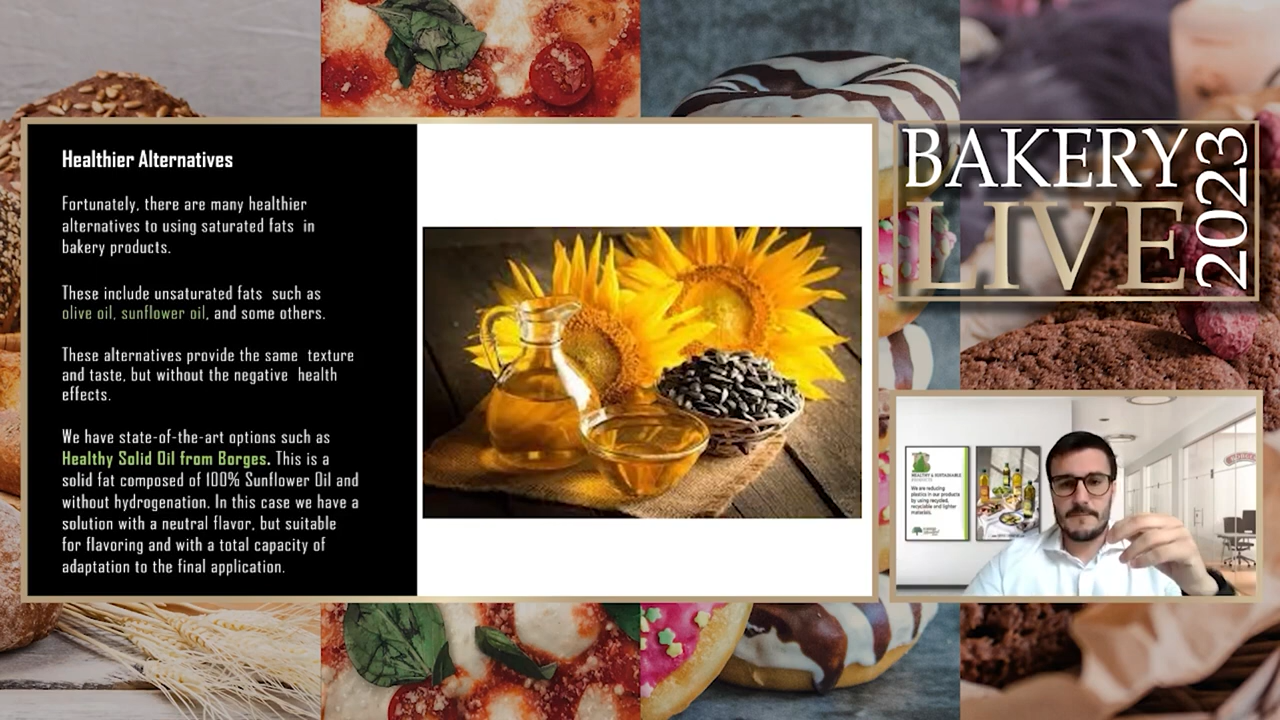 Healthier Alternatives
Fortunately, there are many healthier
alternatives to using saturated fats in
bakery products.
These include unsaturated fats such as
olive oil, sunflower oil, and some others.
These alternatives provide the same texture
and taste, but without the negative health
effects.
We have state-of-the-art options such as
Healthy Solid Oil from Borges. This is a
solid fat composed of 100% Sunflower Oil and
without hydrogenation. In this case we have a
solution with a neutral flavor, but suitable
for flavoring and with a total capacity of
adaptation to the final application.
BAKERY
LIVE
2023
HEALTHY & SUSTAINABLE
We are reducing
plastics in our products
by using recycled,
recyclable and lighter
materials.